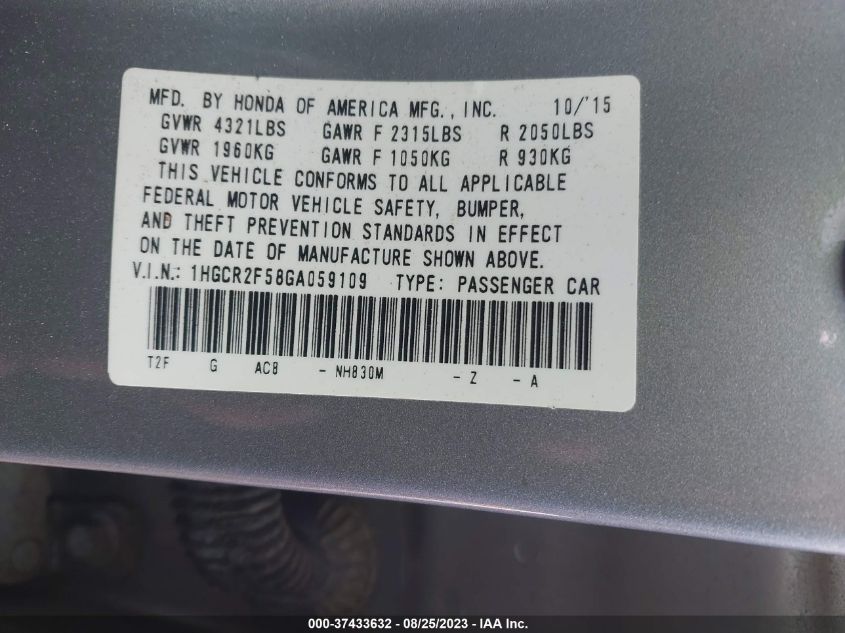 MFD. BY HONDA OF AMERICA MFG., INC. 10/'15
GVWR 4321LBS GAWR F 2315LBS R 2050LBS
GVWR 1960KG GAWR F 1050KG R 930KG
THIS VEHICLE CONFORMS TO ALL APPLICABLE
FEDERAL MOTOR VEHICLE SAFETY, BUMPER,
AND THEFT PREVENTION STANDARDS IN EFFECT
ON THE DATE OF MANUFACTURE SHOWN ABOVE.
V.I.N.: 1HGCR2F58GA059109 TYPE: PASSENGER CAR
T2F G AC8 - NH830M - Z - A
000-37433632 - 08/25/2023 - IAA Inc.